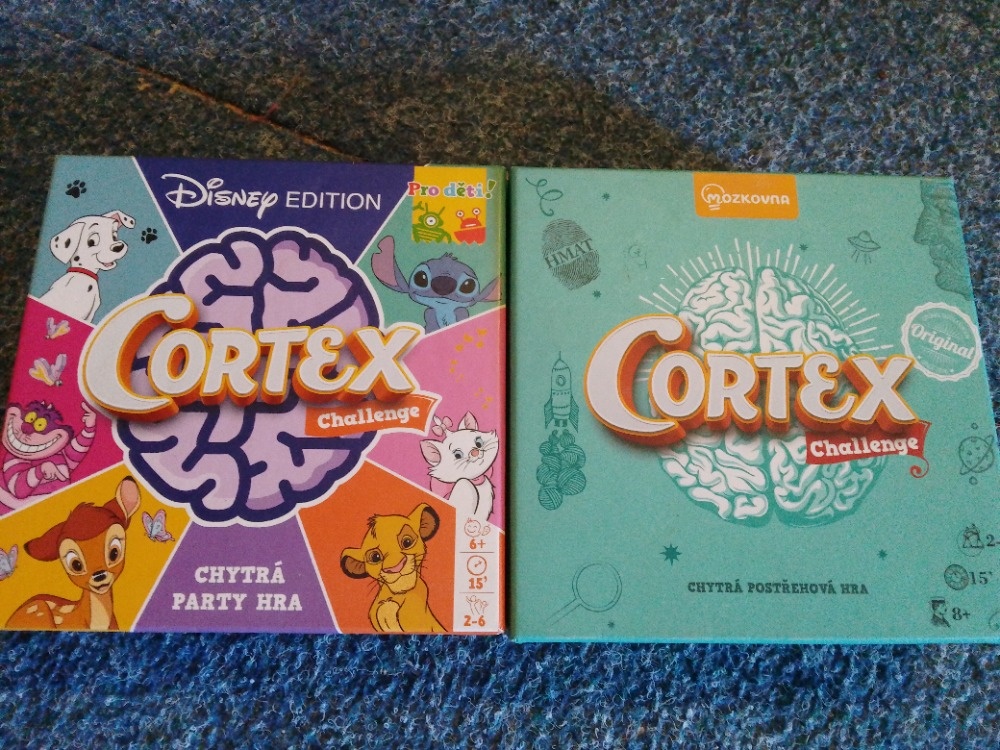 Disney EDITION
Pro děti!
CORTEX
Challenge
CHYTRÁ
PARTY HRA
6+
15'
2-6
MOZKOVNA
HMAT
Original
CORTEX
Challenge
CHYTRÁ POSTŘEHOVÁ HRA
2-
15'
8+